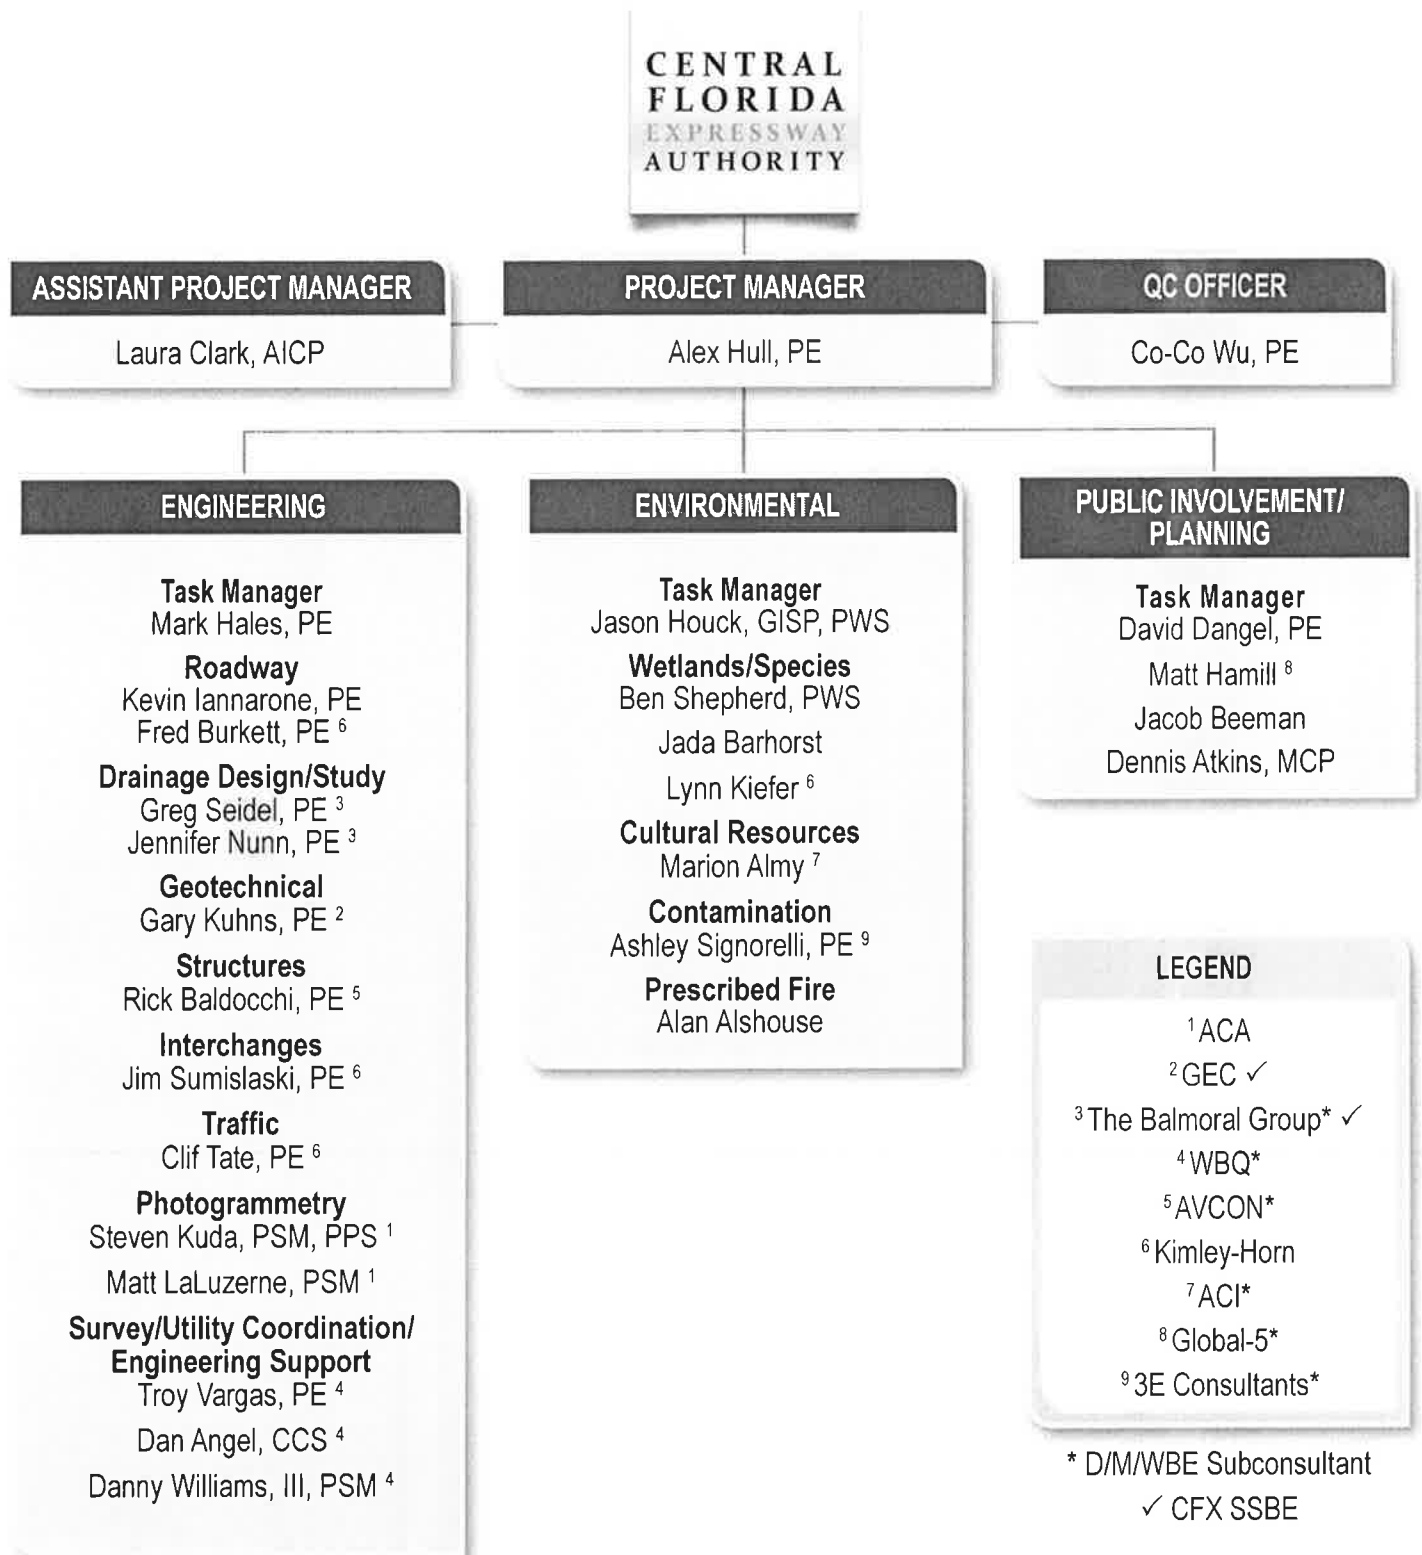 CENTRAL
FLORIDA
EXPRESSWAY
AUTHORITY
ASSISTANT PROJECT MANAGER
Laura Clark, AICP
PROJECT MANAGER
Alex Hull, PE
QC OFFICER
Co-Co Wu, PE
ENGINEERING
Task Manager
Mark Hales, PE
Roadway
Kevin Iannarone, PE
Fred Burkett, PE 6
Drainage Design/Study
Greg Seidel, PE 3
Jennifer Nunn, PE 3
Geotechnical
Gary Kuhns, PE 2
Structures
Rick Baldocchi, PE 5
Interchanges
Jim Sumislaski, PE 6
Traffic
Clif Tate, PE 6
Photogrammetry
Steven Kuda, PSM, PPS 1
Matt LaLuzerne, PSM 1
Survey/Utility Coordination/
Engineering Support
Troy Vargas, PE 4
Dan Angel, CCS 4
Danny Williams, III, PSM 4
ENVIRONMENTAL
Task Manager
Jason Houck, GISP, PWS
Wetlands/Species
Ben Shepherd, PWS
Jada Barhorst
Lynn Kiefer 6
Cultural Resources
Marion Almy 7
Contamination
Ashley Signorelli, PE 9
Prescribed Fire
Alan Alshouse
PUBLIC INVOLVEMENT/
PLANNING
Task Manager
David Dangel, PE
Matt Hamill 8
Jacob Beeman
Dennis Atkins, MCP
LEGEND
1 ACA
2 GEC ✓
3 The Balmoral Group* ✓
4 WBQ*
5 AVCON*
6 Kimley-Horn
7 ACI*
8 Global-5*
9 3E Consultants*
* D/M/WBE Subconsultant
✓ CFX SSBE